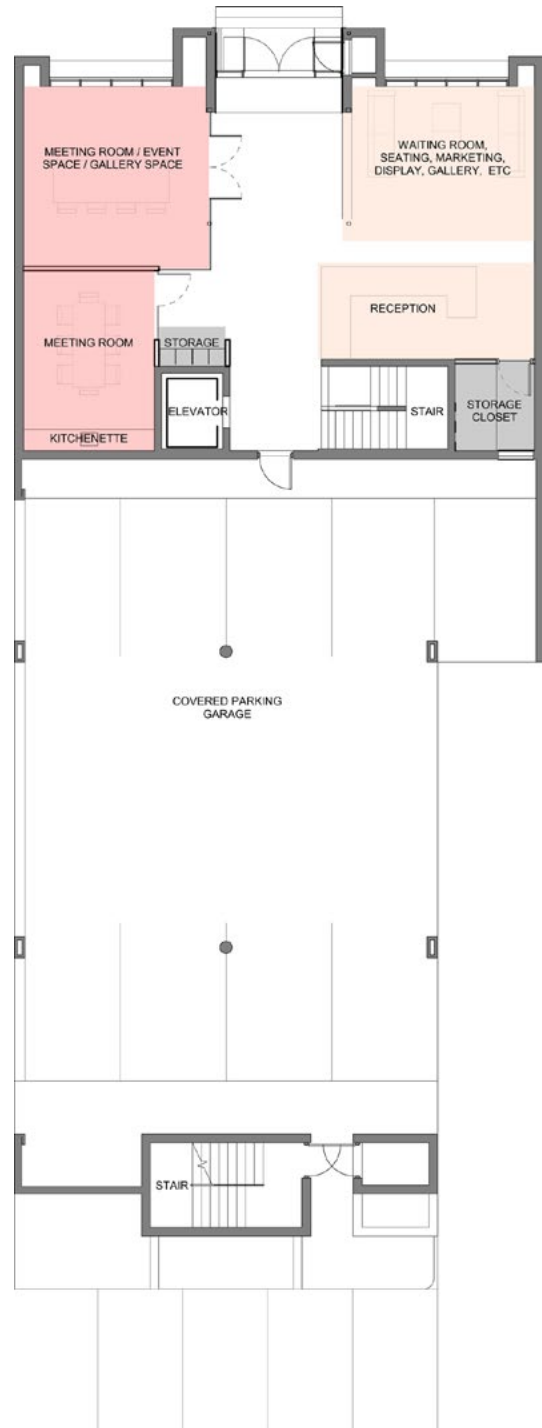 MEETING ROOM / EVENT
SPACE / GALLERY SPACE
WAITING ROOM,
SEATING, MARKETING,
DISPLAY, GALLERY. ETC
RECEPTION
MEETING ROOM
STORAGE
ELEVATOR
STAIR
STORAGE
CLOSET
KITCHENETTE
COVERED PARKING
GARAGE
STAIR